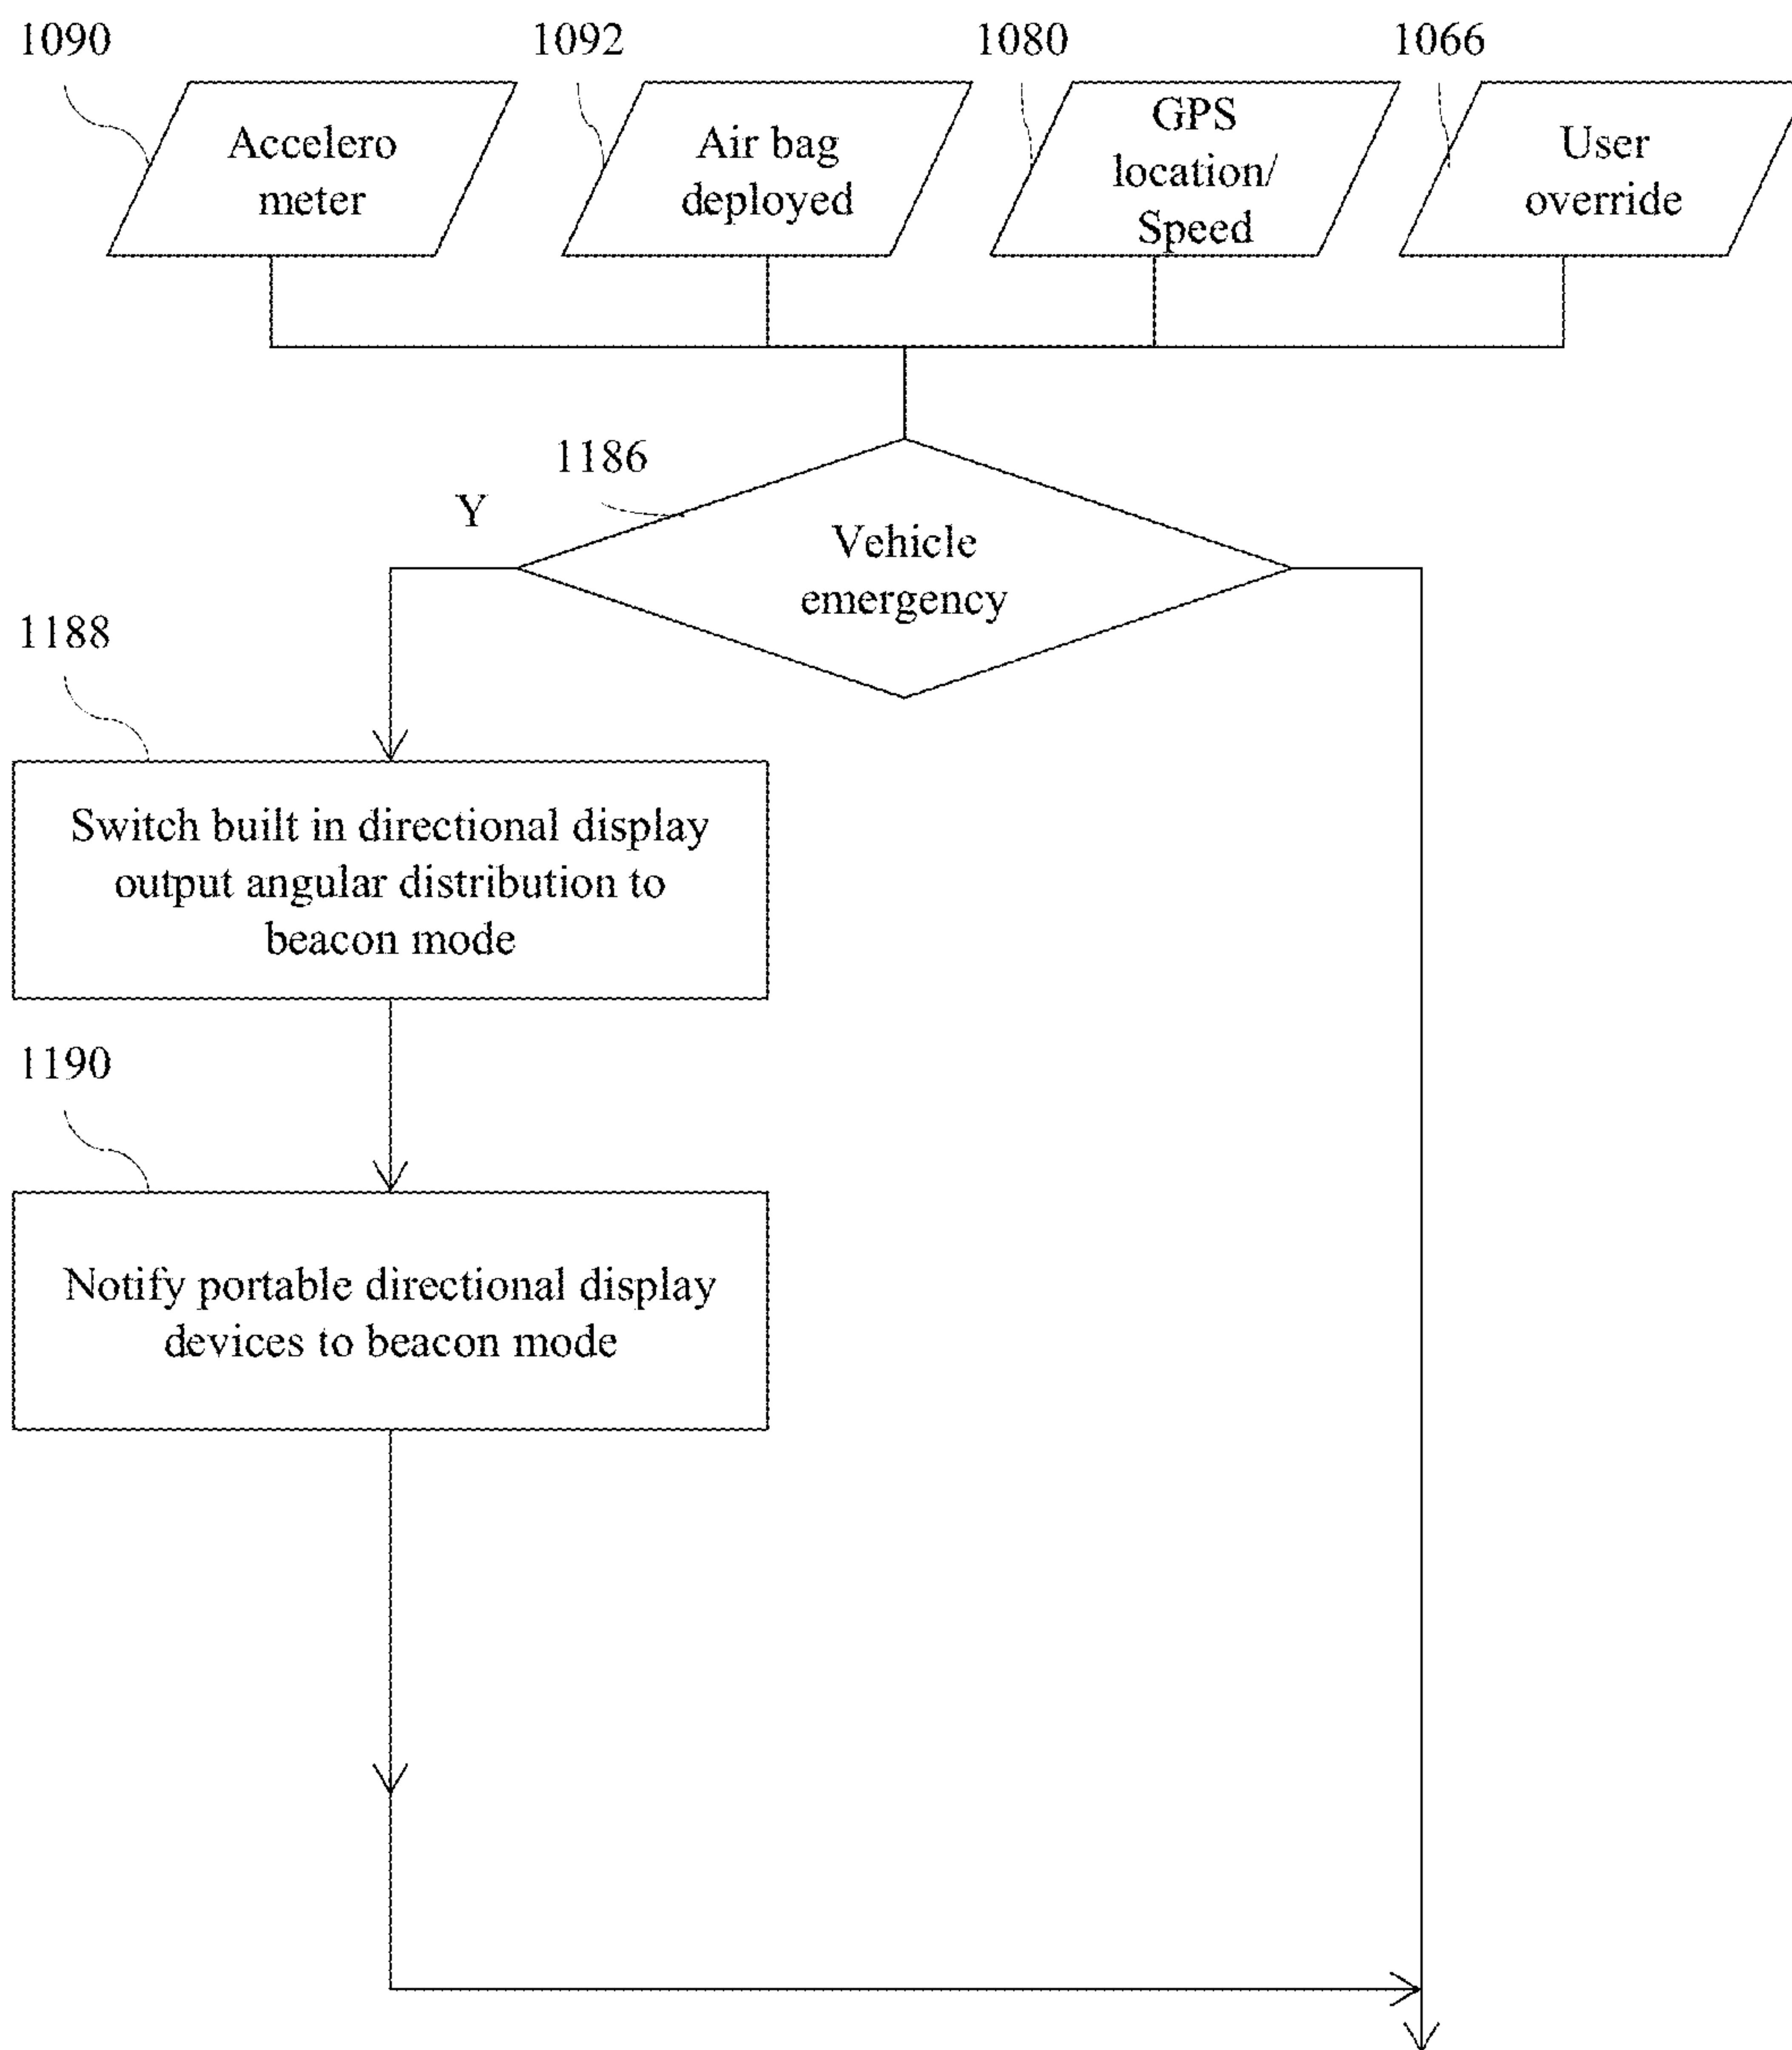 1090
1092
1080
1066
Accelero
meter
Air bag
deployed
GPS
location/
Speed
User
override
1186
Y
Vehicle
emergency
1188
Switch built in directional display
output angular distribution to
beacon mode
1190
Notify portable directional display
devices to beacon mode